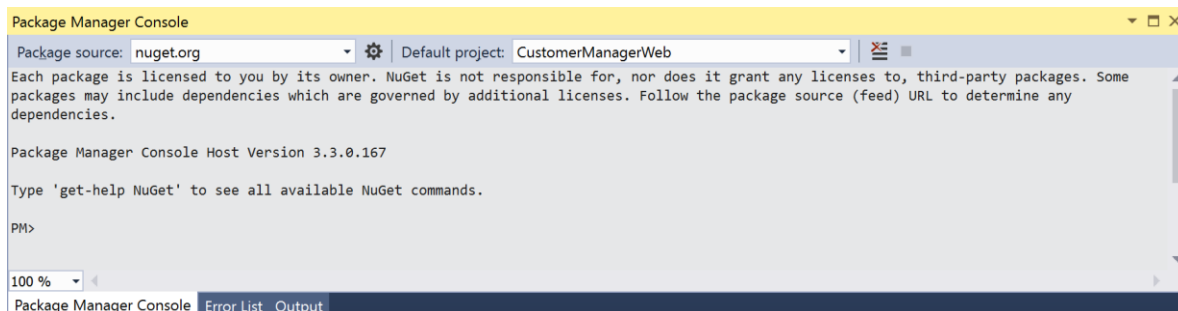 Package Manager Console
Package source: nuget.org Default project: CustomerManagerWeb
Each package is licensed to you by its owner. NuGet is not responsible for, nor does it grant any licenses to, third-party packages. Some
packages may include dependencies which are governed by additional licenses. Follow the package source (feed) URL to determine any
dependencies.
Package Manager Console Host Version 3.3.0.167
Type 'get-help NuGet' to see all available NuGet commands.
PM>
100 %
Package Manager Console Error List Output